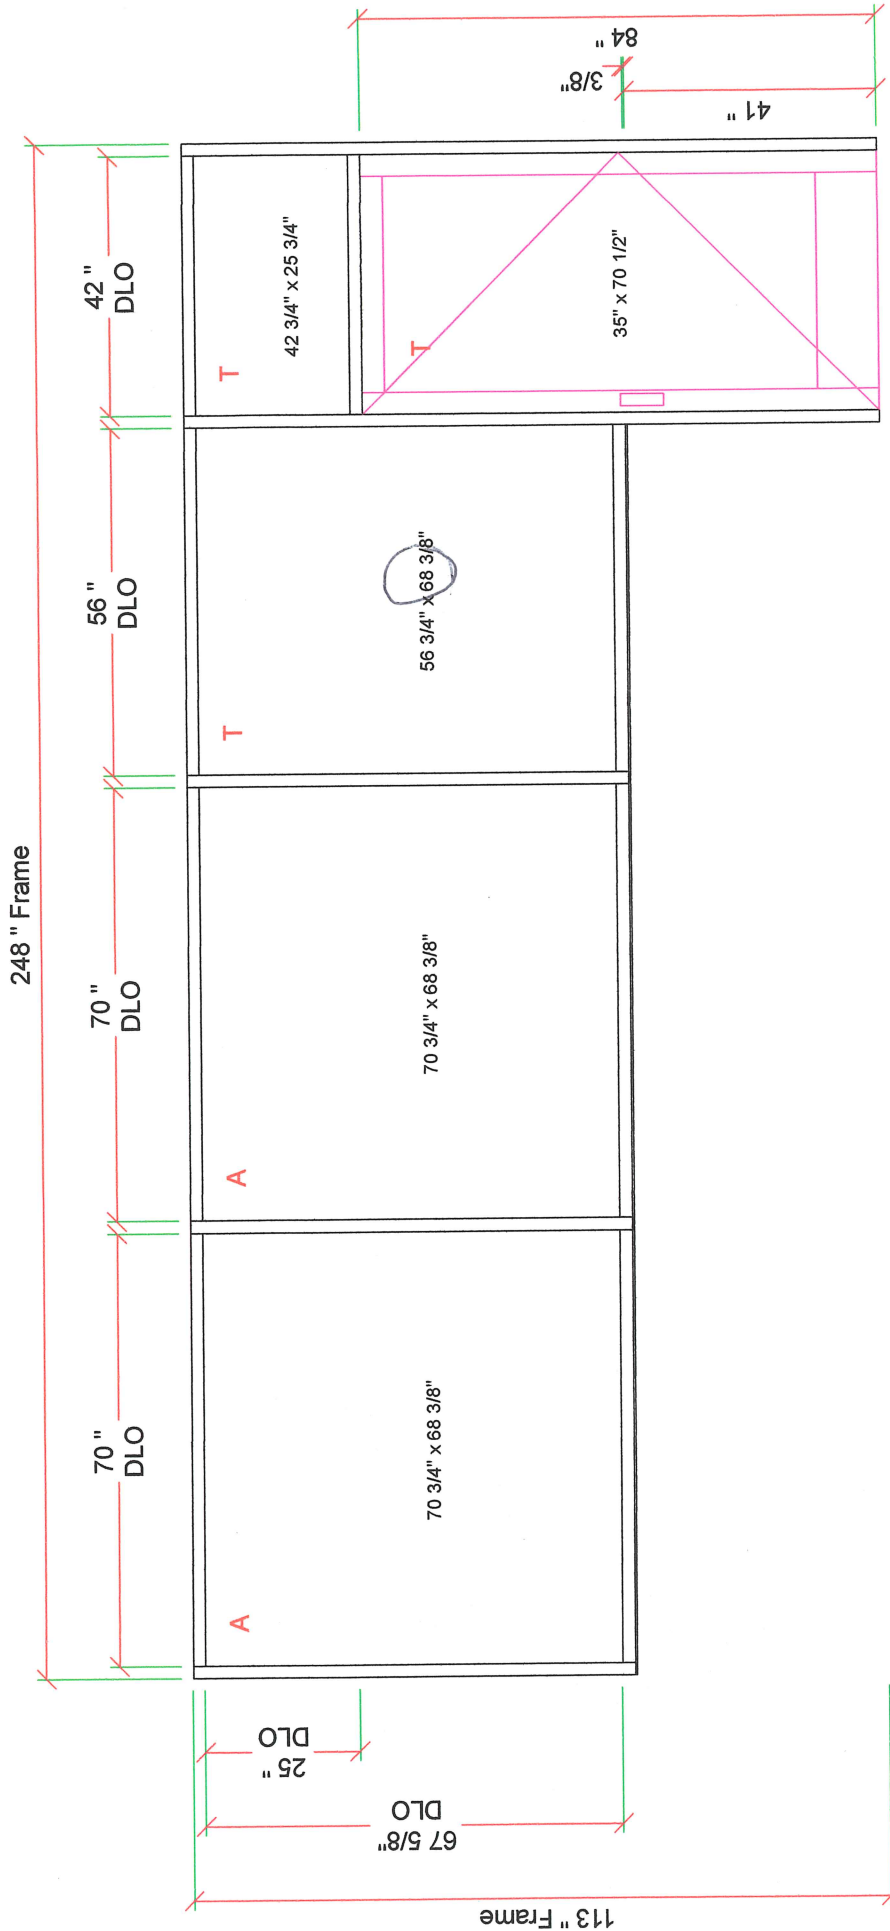 248 " Frame
70 "
DLO
70 "
DLO
56 "
DLO
42 "
DLO
A
A
T
T
T
70 3/4" x 68 3/8"
70 3/4" x 68 3/8"
56 3/4" x 68 3/8"
42 3/4" x 25 3/4"
35" x 70 1/2"
113 " Frame
67 5/8"
DLO
25 "
DLO
41 "
3/8"
84 "